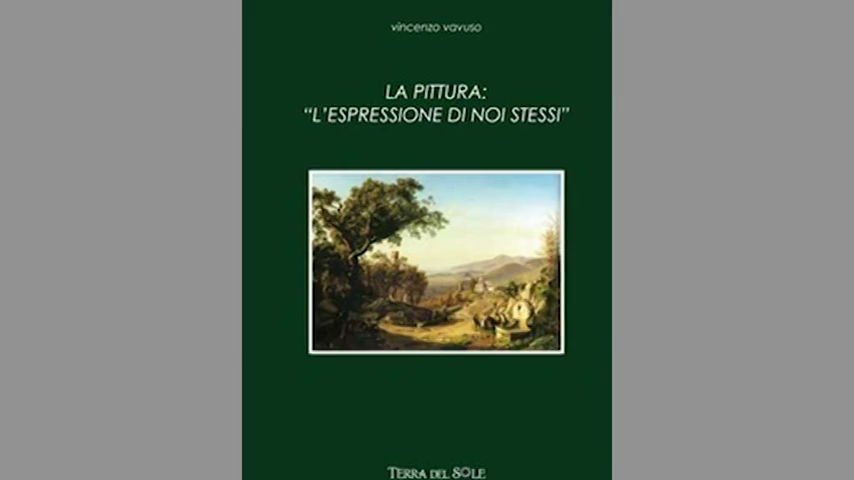 vincenzo vavuso
LA PITTURA:
“L’ESPRESSIONE DI NOI STESSI”
TERRA DEL SOLE